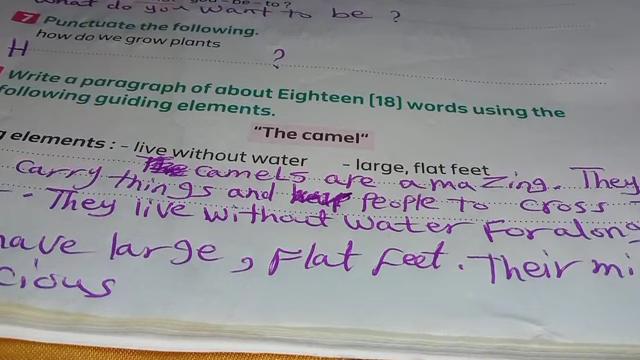 what do you want to be ?
7 Punctuate the following.
how do we grow plants
H ?
Write a paragraph of about Eighteen (18) words using the
following guiding elements.
"The camel"
g elements : - live without water - large, flat feet
camels are amazing. They
carry things and people to cross
- They live without water for along
have large, flat feet. Their mi
cious